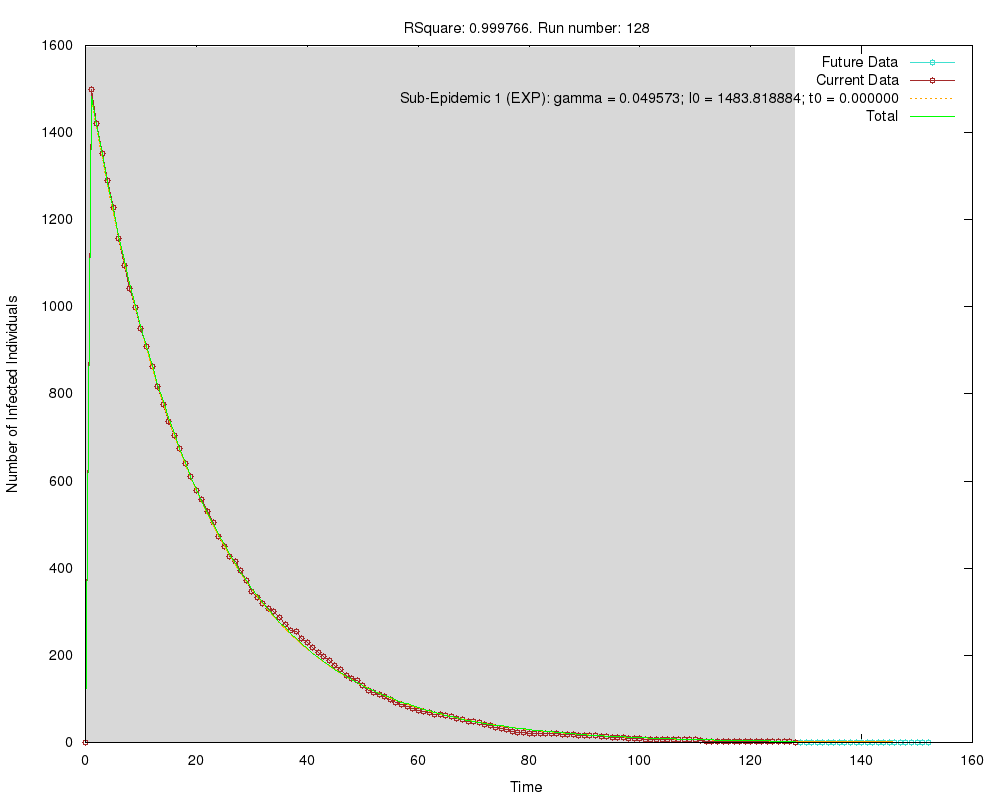 RSquare: 0.999766. Run number: 128
Future Data
Current Data
Sub-Epidemic 1 (EXP): gamma = 0.049573; I0 = 1483.818884; t0 = 0.000000
Total
Number of Infected Individuals
1600
1400
1200
1000
800
600
400
200
0
0 20 40 60 80 100 120 140 160
Time